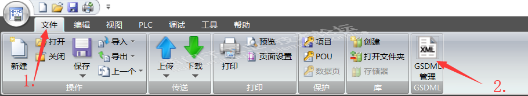 文件 编辑 视图 PLC 调试 工具 帮助
新建 打开 关闭 保存 导入 导出 上一个 上传 下载 打印 预览 页面设置 项目 POU 数据页 创建 打开文件夹 存储器 XML GSDML 管理
操作 传送 打印 保护 库 GSDML
1. 2.